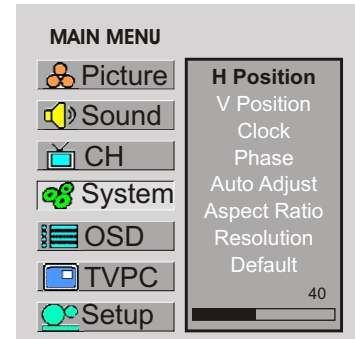 MAIN MENU
Picture
Sound
CH
System
OSD
TVPC
Setup
H Position
V Position
Clock
Phase
Auto Adjust
Aspect Ratio
Resolution
Default
40